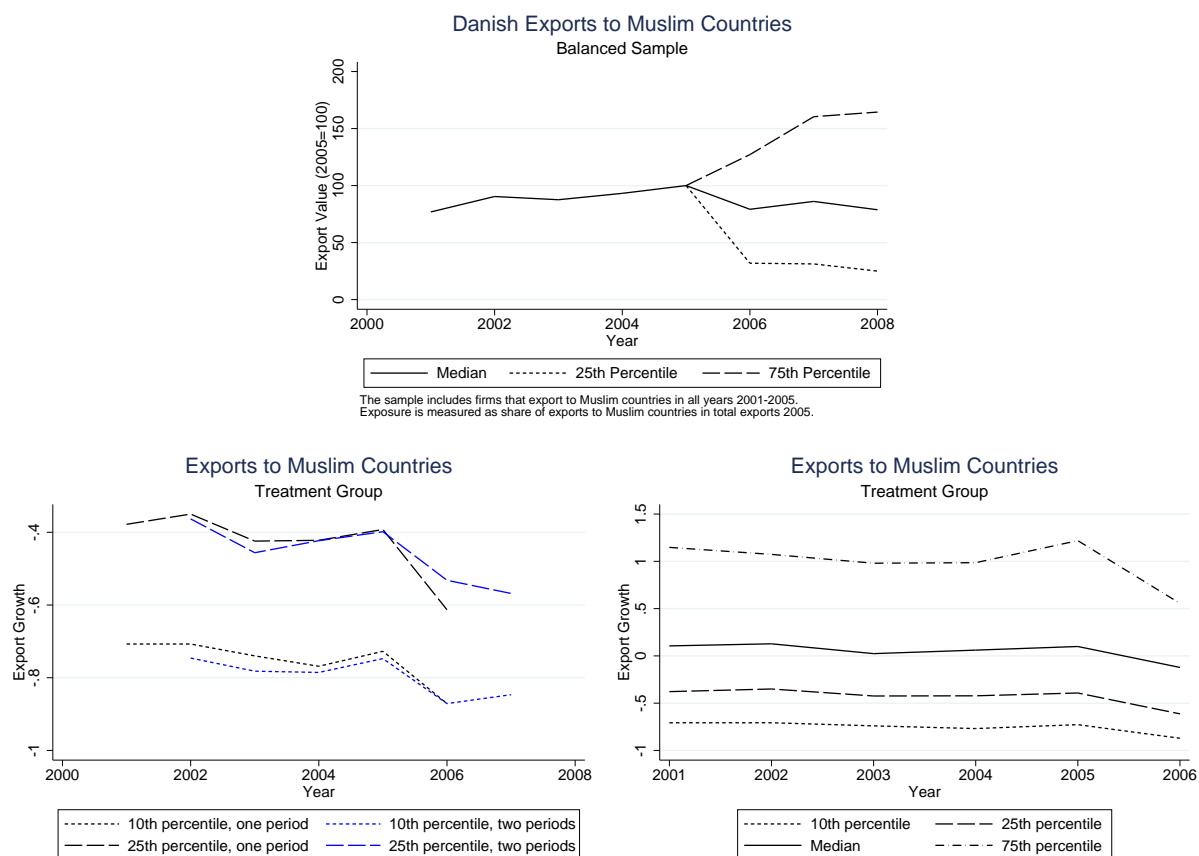 Danish Exports to Muslim Countries
Balanced Sample
Export Value (2005=100)
200
150
100
50
0
2000 2002 2004 2006 2008
Year
Median 25th Percentile 75th Percentile
The sample includes firms that export to Muslim countries in all years 2001-2005.
Exposure is measured as share of exports to Muslim countries in total exports 2005.
Exports to Muslim Countries
Treatment Group
Export Growth
-.4
-.6
-.8
-1
2000 2002 2004 2006 2008
Year
10th percentile, one period 10th percentile, two periods
25th percentile, one period 25th percentile, two periods
Exports to Muslim Countries
Treatment Group
Export Growth
1.5
1
.5
0
-.5
-1
2001 2002 2003 2004 2005 2006
Year
10th percentile 25th percentile
Median 75th percentile